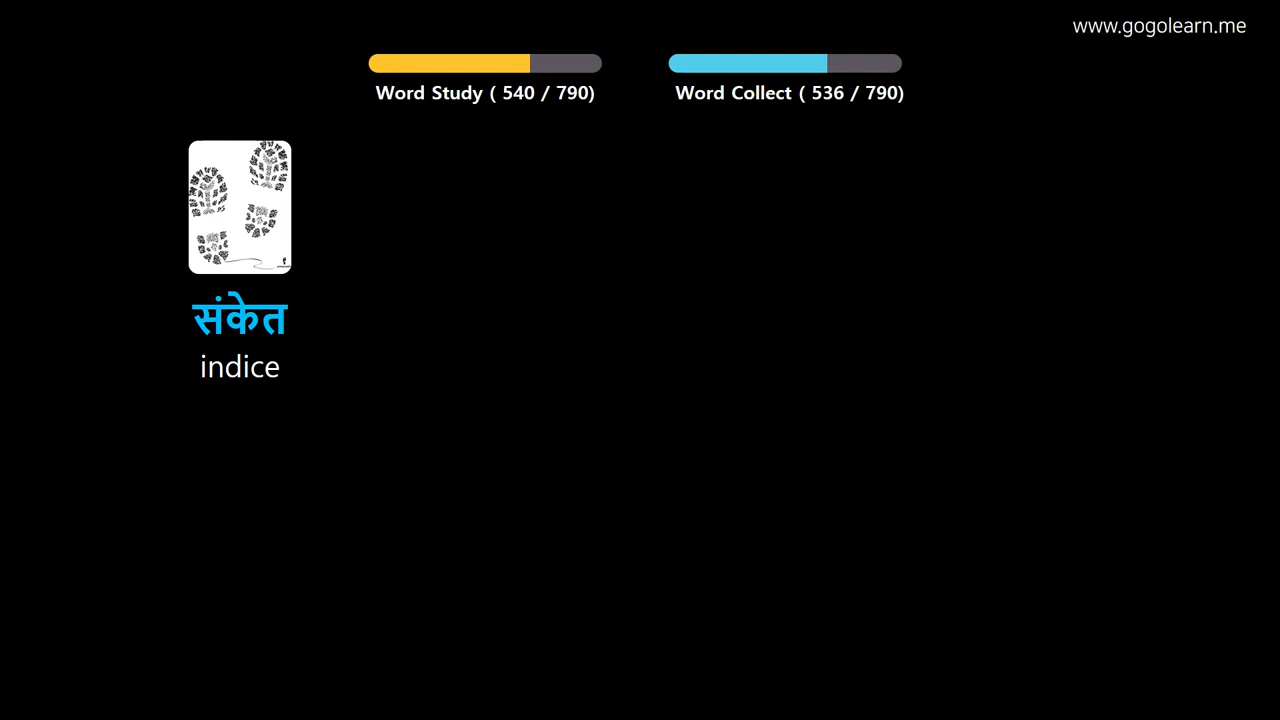 www.gogolearn.me
Word Study ( 540 / 790)
Word Collect ( 536 / 790)
संकेत
indice